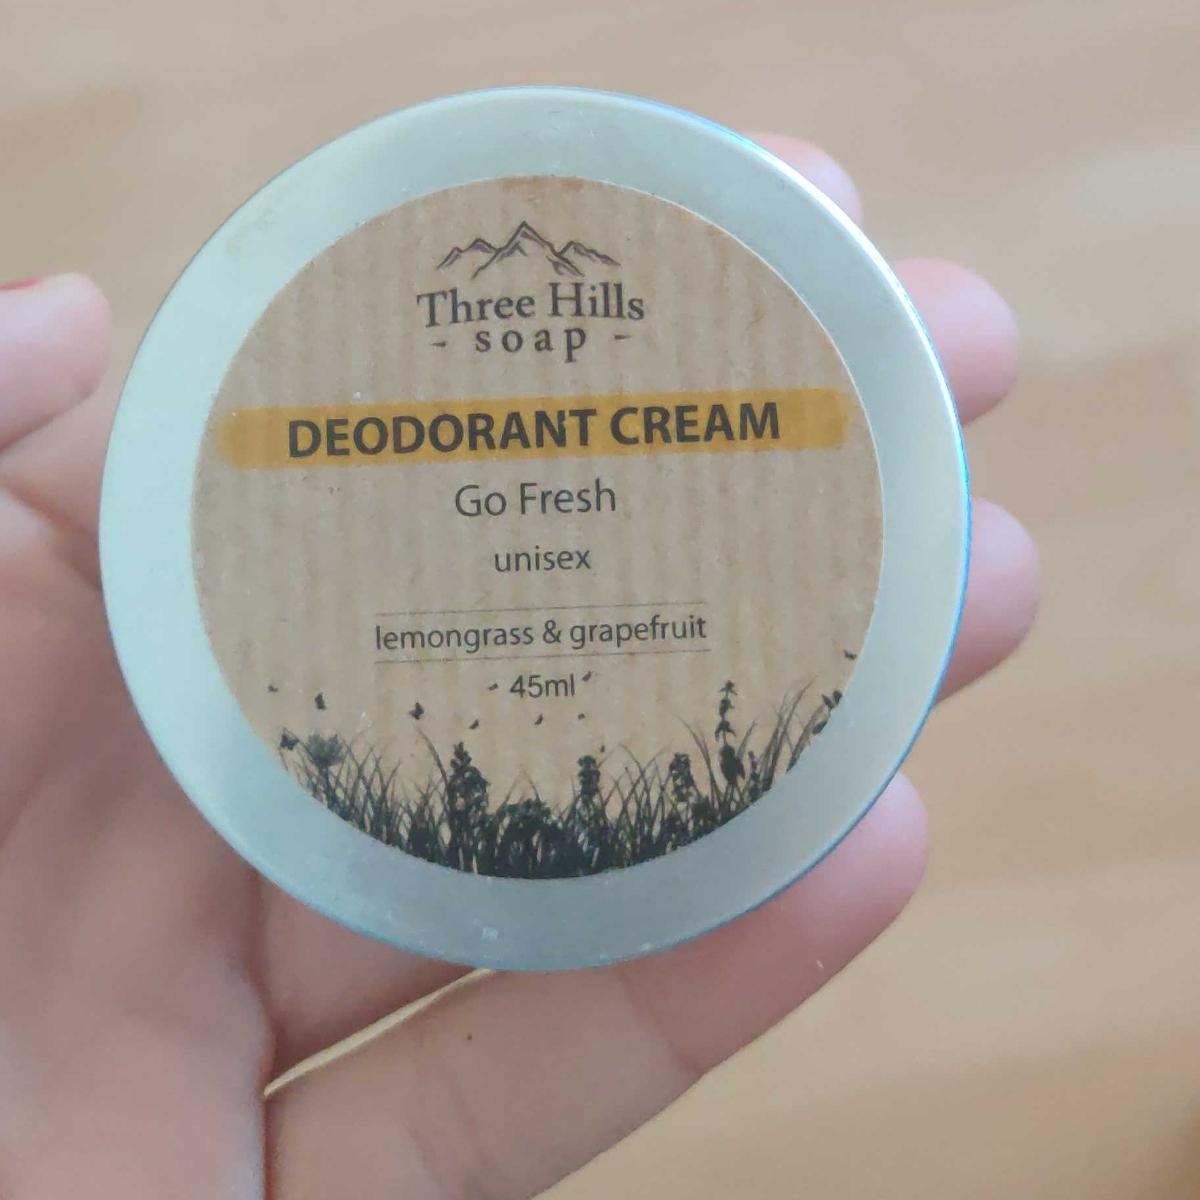 Three Hills
- soap -
DEODORANT CREAM
Go Fresh
unisex
lemongrass & grapefruit
45ml